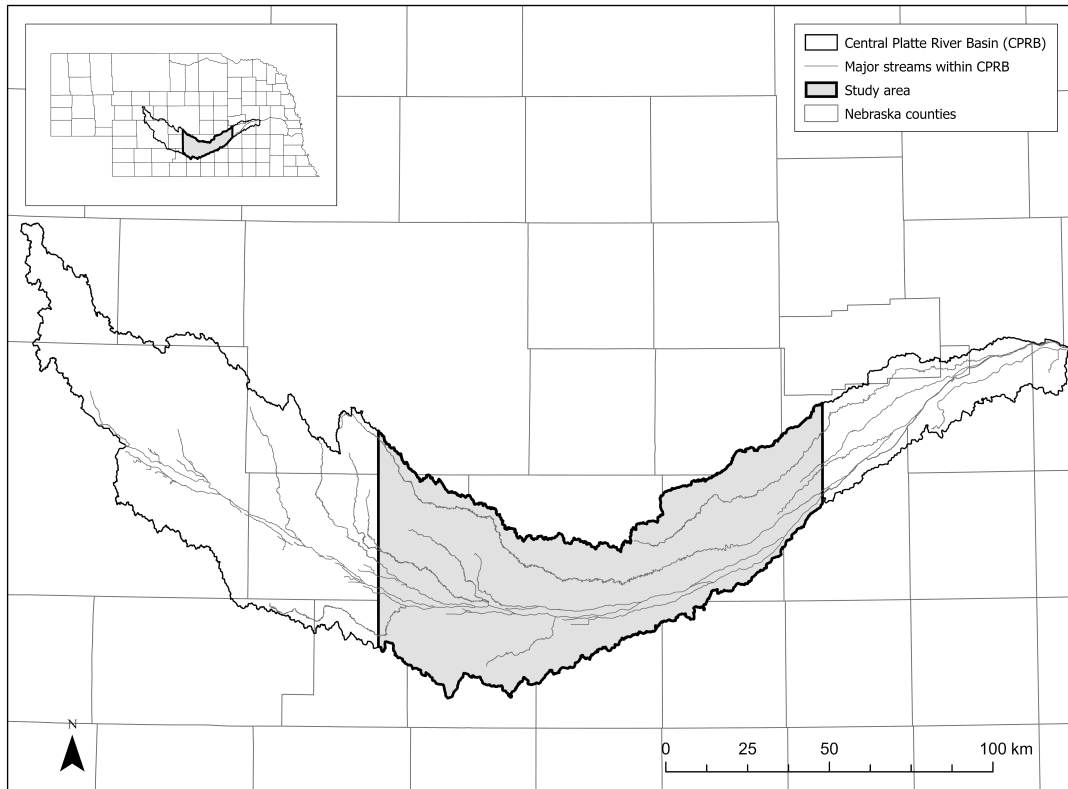 Central Platte River Basin (CPRB)
Major streams within CPRB
Study area
Nebraska counties
N
0 25 50 100 km